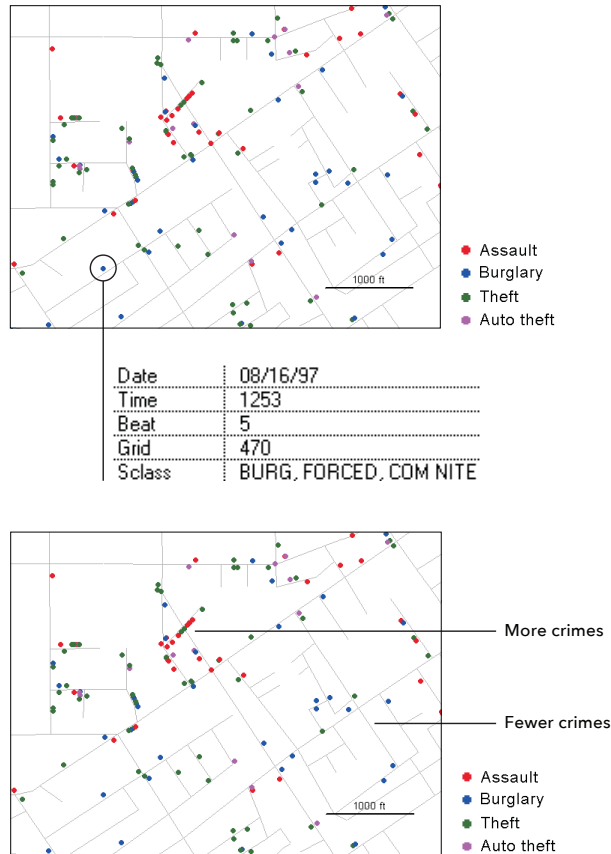 1000 ft
Assault
Burglary
Theft
Auto theft
Date 08/16/97
Time 1253
Beat 5
Grid 470
Sclass BURG, FORCED, COM NITE
More crimes
Fewer crimes
1000 ft
Assault
Burglary
Theft
Auto theft